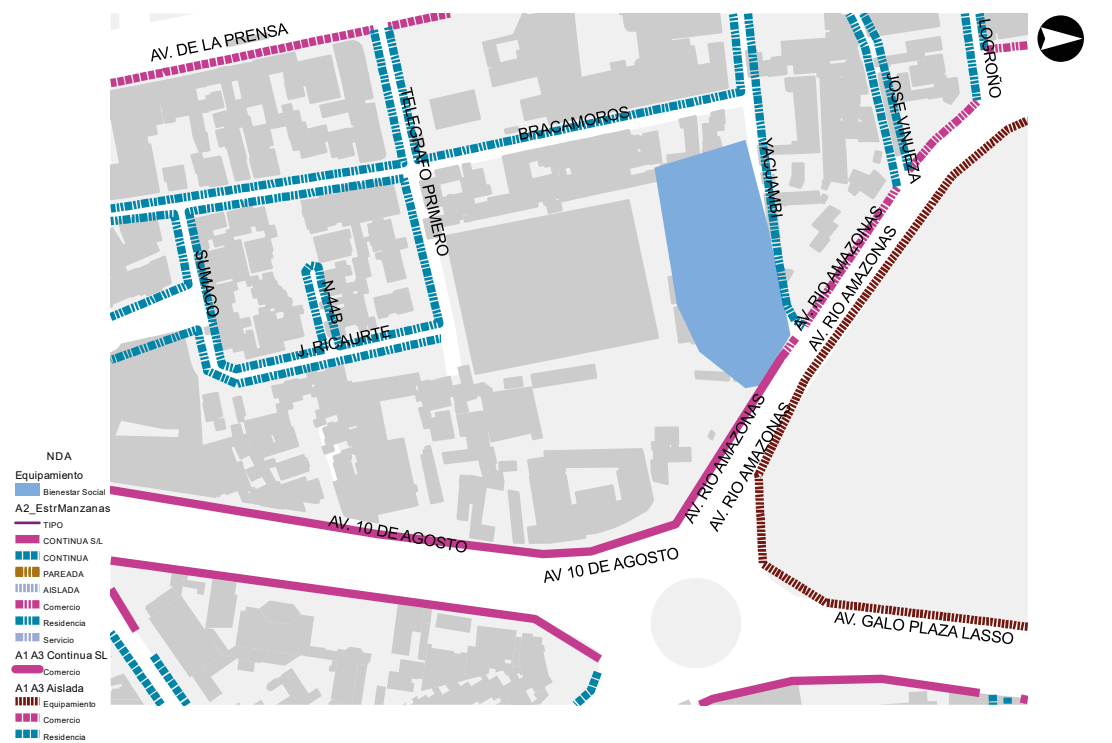 AV. DE LA PRENSA
TELEGRAFO PRIMERO
BRACAMOROS
YACUAMBI
JOSE VINUEZA
LOGROÑO
SUMACO
N 44B
J. RICAURTE
AV. RIO AMAZONAS
AV. RIO AMAZONAS
AV. RIO AMAZONAS
AV. RIO AMAZONAS
AV. 10 DE AGOSTO
AV 10 DE AGOSTO
AV. GALO PLAZA LASSO
NDA
Equipamiento
Bienestar Social
A2_EstrManzanas
TIPO
CONTINUA S/L
CONTINUA
PAREADA
AISLADA
Comercio
Residencia
Servicio
A1 A3 Continua SL
Comercio
A1 A3 Aislada
Equipamiento
Comercio
Residencia